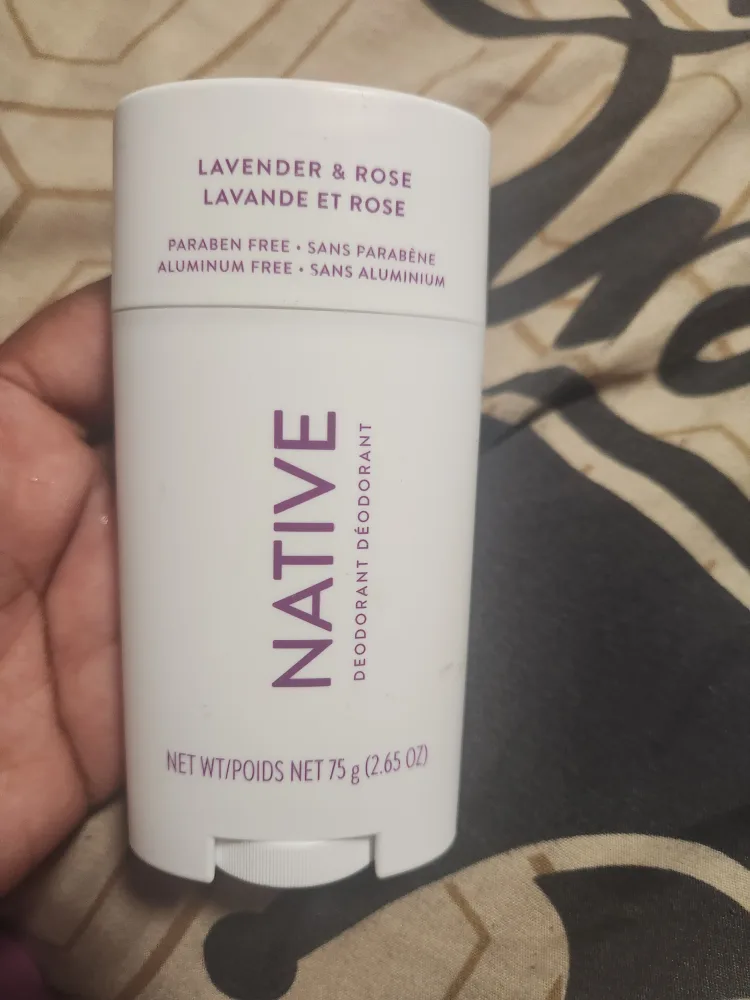 LAVENDER & ROSE
LAVANDE ET ROSE
PARABEN FREE • SANS PARABÈNE
ALUMINUM FREE • SANS ALUMINIUM
NATIVE
DEODORANT DÉODORANT
NET WT/POIDS NET 75 g (2.65 OZ)